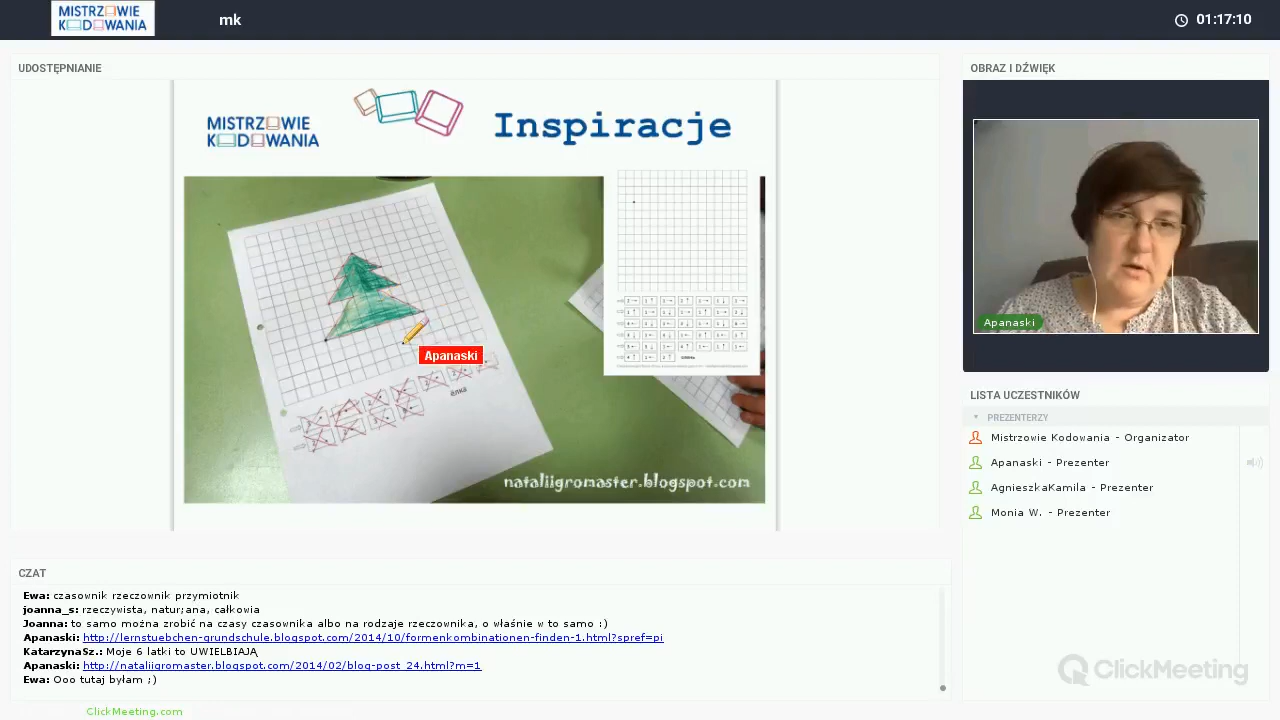 MISTRZOWIE
KODOWANIA
mk
01:17:10
UDOSTĘPNIANIE
OBRAZ I DŹWIĘK
MISTRZOWIE
KODOWANIA
Inspiracje
Apanaski
ёлка
nataliigromaster.blogspot.com
Apanaski
LISTA UCZESTNIKÓW
PREZENTERZY
Mistrzowie Kodowania - Organizator
Apanaski - Prezenter
AgnieszkaKamila - Prezenter
Monia W. - Prezenter
CZAT
Ewa: czasownik rzeczownik przymiotnik
joanna_s: rzeczywista, natur;ana, całkowia
Joanna: to samo można zrobić na czasy czasownika albo na rodzaje rzeczownika, o właśnie w to samo :)
Apanaski: http://lernstuebchen-grundschule.blogspot.com/2014/10/formenkombinationen-finden-1.html?spref=pi
KatarzynaSz.: Moje 6 latki to UWIELBIAJĄ
Apanaski: http://nataliigromaster.blogspot.com/2014/02/blog-post_24.html?m=1
Ewa: Ooo tutaj byłam ;)
ClickMeeting
ClickMeeting.com